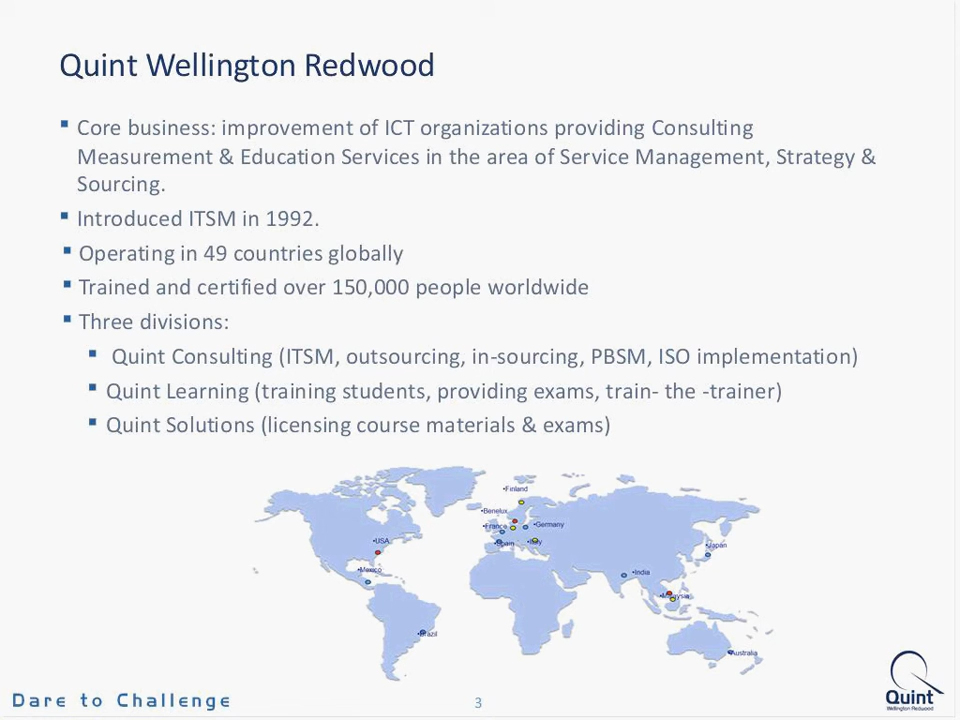 Quint Wellington Redwood
▪ Core business: improvement of ICT organizations providing Consulting
Measurement & Education Services in the area of Service Management, Strategy &
Sourcing.
▪ Introduced ITSM in 1992.
▪ Operating in 49 countries globally
▪ Trained and certified over 150,000 people worldwide
▪ Three divisions:
▪ Quint Consulting (ITSM, outsourcing, in-sourcing, PBSM, ISO implementation)
▪ Quint Learning (training students, providing exams, train- the -trainer)
▪ Quint Solutions (licensing course materials & exams)
•Finland
•Benelux
•France
•Germany
•Spain
•Italy
•USA
•Japan
•Mexico
•India
•Malaysia
•Brazil
•Australia
Dare to Challenge
3
Quint
Wellington Redwood